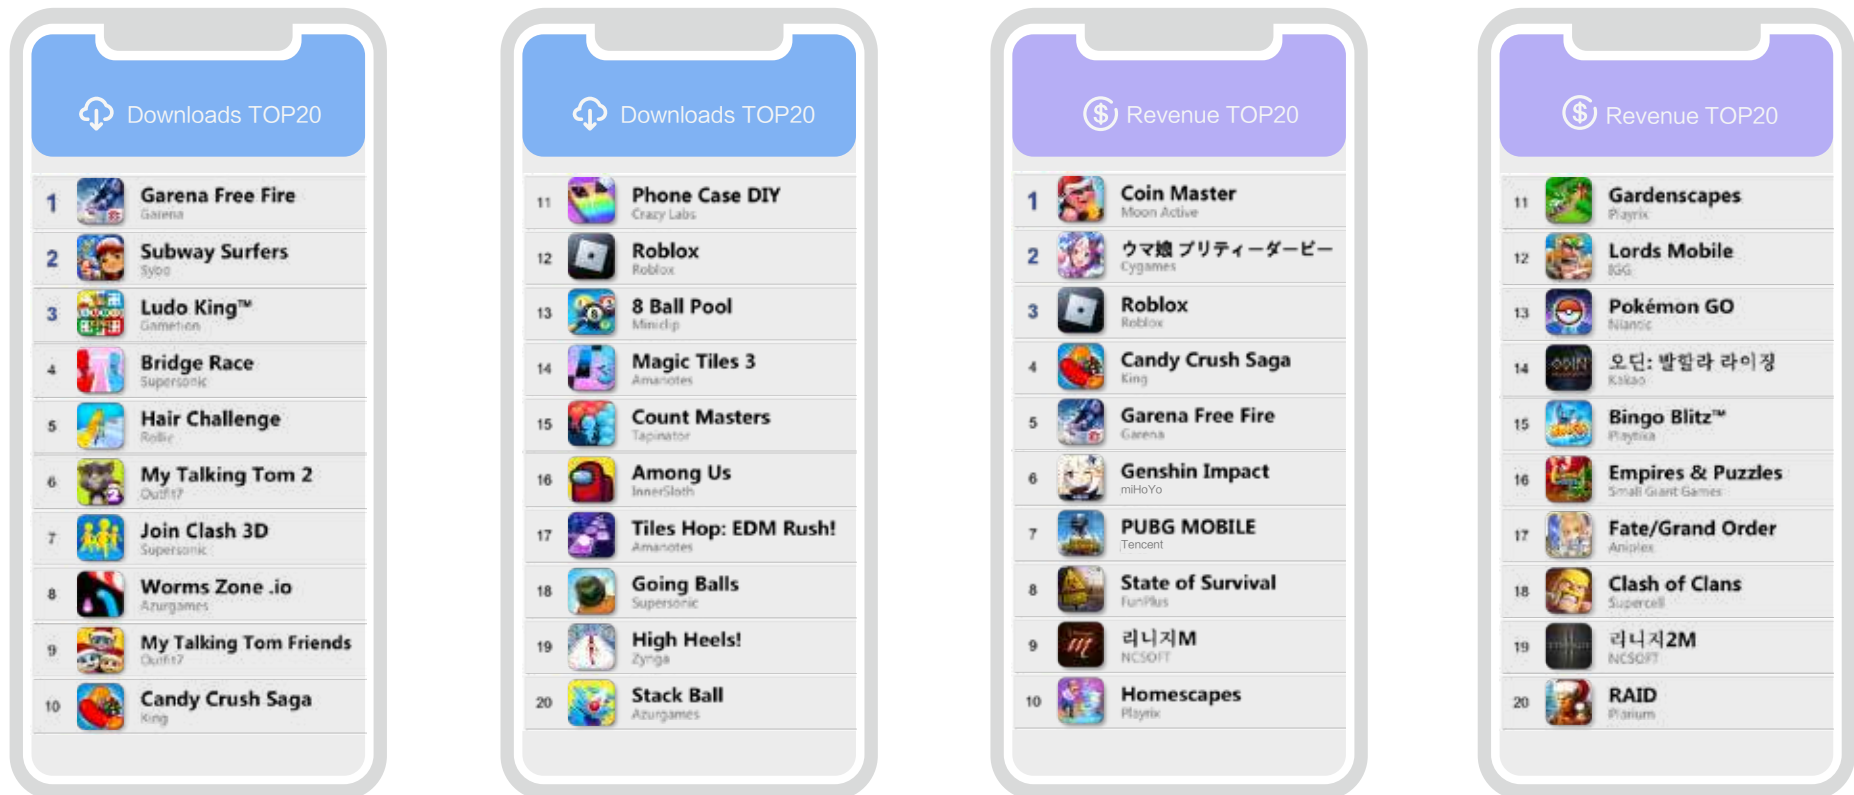 Downloads TOP20
1
Garena Free Fire
Garena
2
Subway Surfers
Sybo
3
Ludo King™
Gametion
4
Bridge Race
Supersonic
5
Hair Challenge
Rollic
6
My Talking Tom 2
Outfit7
7
Join Clash 3D
Supersonic
8
Worms Zone .io
Azurgames
9
My Talking Tom Friends
Outfit7
10
Candy Crush Saga
King
Downloads TOP20
11
Phone Case DIY
Crazy Labs
12
Roblox
Roblox
13
8 Ball Pool
Miniclip
14
Magic Tiles 3
Amanotes
15
Count Masters
Tapinator
16
Among Us
InnerSloth
17
Tiles Hop: EDM Rush!
Amanotes
18
Going Balls
Supersonic
19
High Heels!
Zynga
20
Stack Ball
Azurgames
Revenue TOP20
1
Coin Master
Moon Active
2
ウマ娘 プリティーダービー
Cygames
3
Roblox
Roblox
4
Candy Crush Saga
King
5
Garena Free Fire
Garena
6
Genshin Impact
miHoYo
7
PUBG MOBILE
Tencent
8
State of Survival
FunPlus
9
리니지M
NCSOFT
10
Homescapes
Playrix
Revenue TOP20
11
Gardenscapes
Playrix
12
Lords Mobile
IGG
13
Pokémon GO
Niantic
14
오딘: 발할라 라이징
Kakao
15
Bingo Blitz™
Playtika
16
Empires & Puzzles
Small Giant Games
17
Fate/Grand Order
Aniplex
18
Clash of Clans
Supercell
19
리니지2M
NCSOFT
20
RAID
Plarium